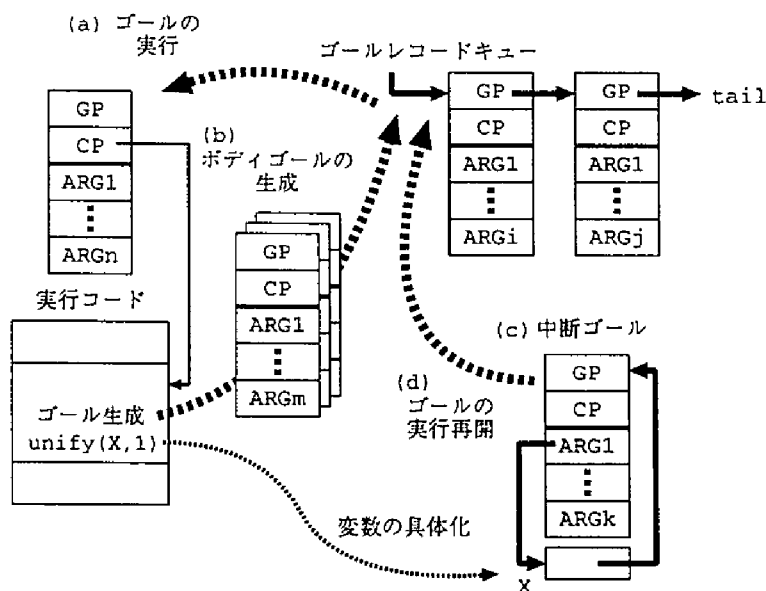 (a) ゴールの
実行
ゴールレコードキュー
GP
CP
ARG1
ARGn
(b)
ボディゴールの
生成
GP
CP
ARG1
ARGm
GP
CP
ARG1
ARGi
GP
CP
ARG1
ARGj
tail
実行コード
ゴール生成
unify(X,1)
(c) 中断ゴール
GP
CP
ARG1
ARGk
(d)
ゴールの
実行再開
変数の具体化
X